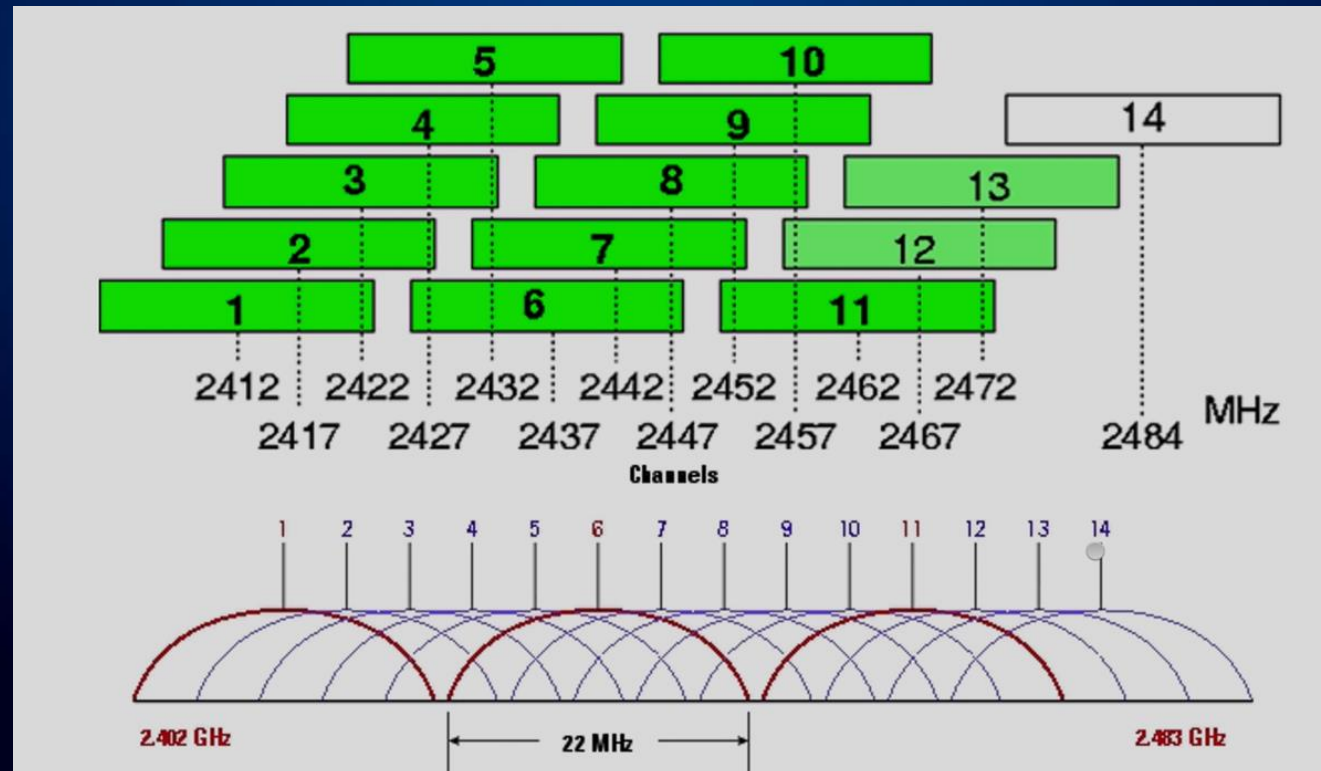 5 10
4 9 14
3 8 13
2 7 12
1 6 11
2412 2422 2432 2442 2452 2462 2472
MHz
2417 2427 2437 2447 2457 2467 2484
Channels
1 2 3 4 5 6 7 8 9 10 11 12 13 14
2.402 GHz 22 MHz 2.483 GHz